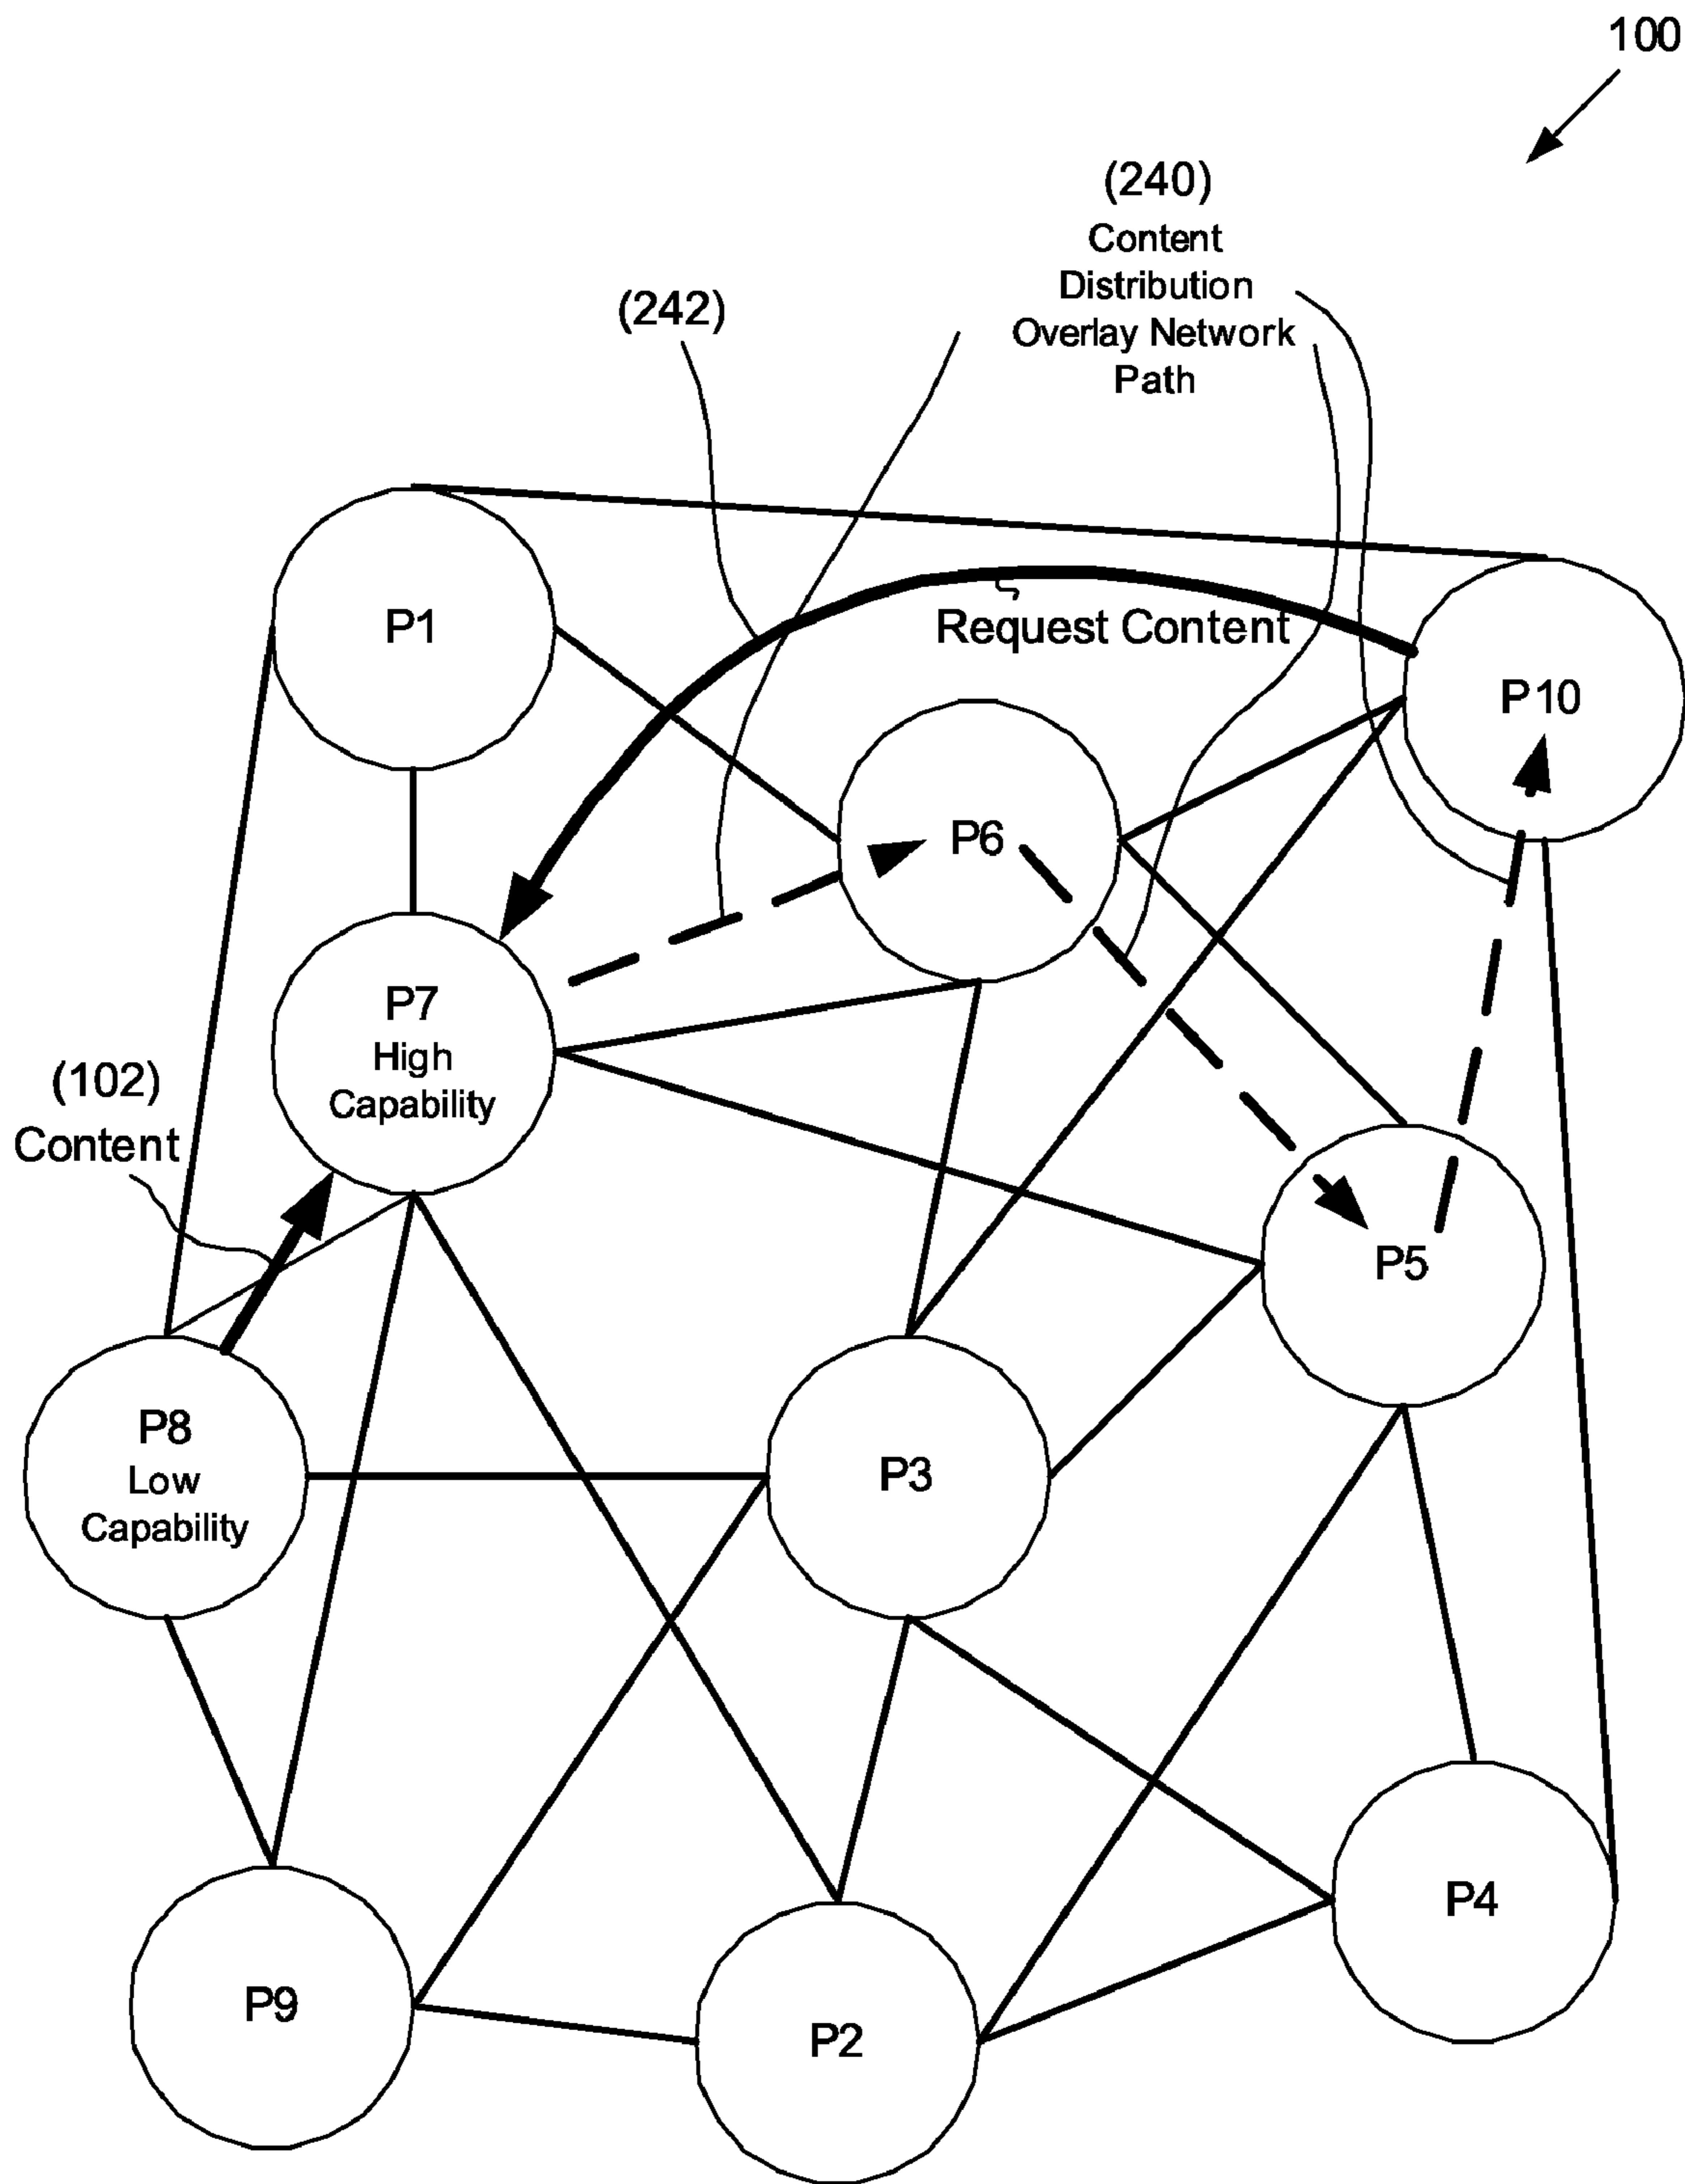 100
(240)
Content
Distribution
Overlay Network
Path
(242)
P1
Request Content
P10
P6
P7
High
Capability
(102)
Content
P5
P8
Low
Capability
P3
P4
P9
P2